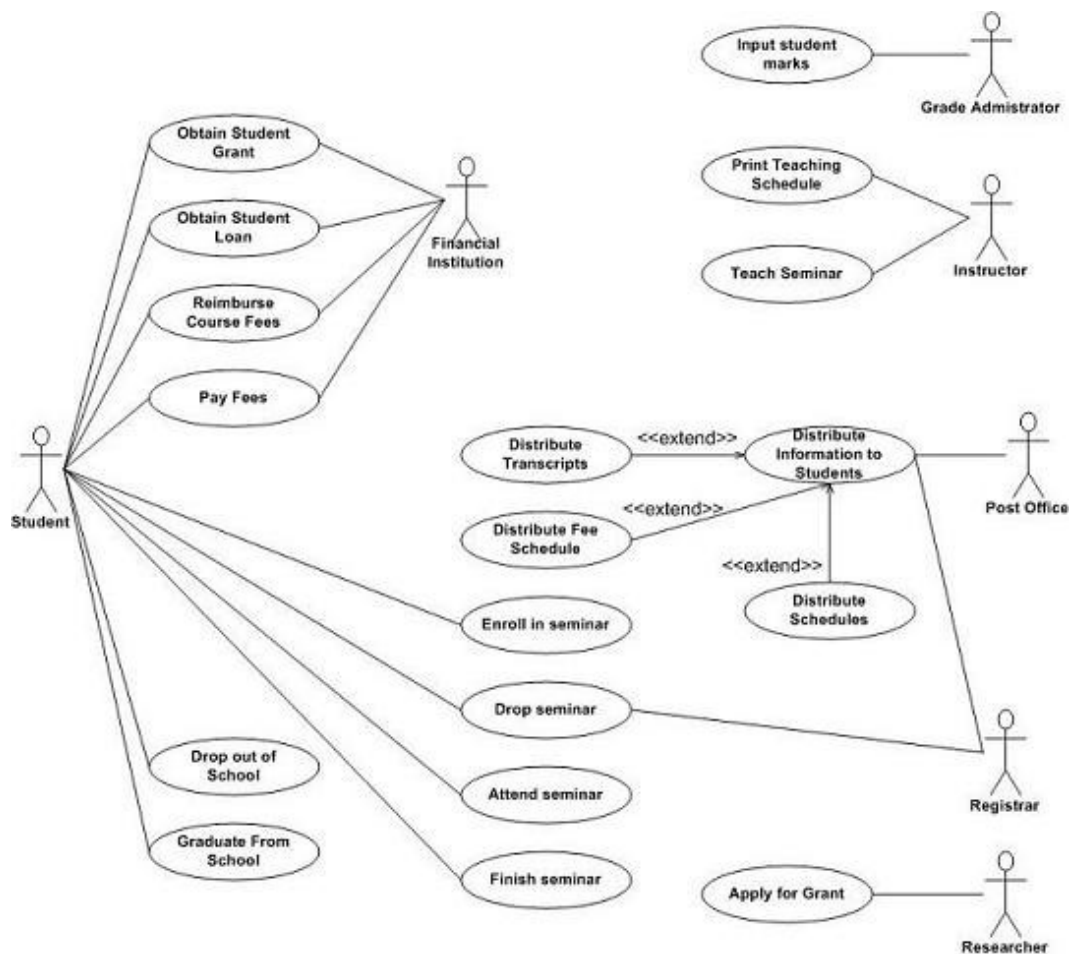 Input student
marks
Grade Admistrator
Obtain Student
Grant
Print Teaching
Schedule
Obtain Student
Loan
Financial
Institution
Teach Seminar
Instructor
Reimburse
Course Fees
Pay Fees
Student
Distribute
Transcripts
<<extend>>
Distribute
Information to
Students
Post Office
Distribute Fee
Schedule
<<extend>>
<<extend>>
Distribute
Schedules
Enroll in seminar
Drop seminar
Registrar
Drop out of
School
Attend seminar
Graduate From
School
Finish seminar
Apply for Grant
Researcher